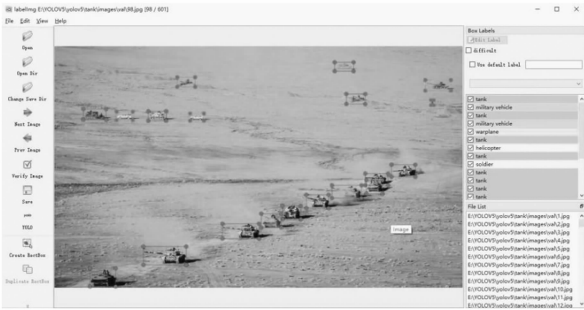 labelImg E:\YOLOV5\yolov5\tank\images\val\98.jpg [98 / 601]
File Edit View Help
Open
Open Dir
Change Save Dir
Next Image
Prev Image
Verify Image
Save
YOLO
Create RectBox
Duplicate RectBox
Image
Box Labels
Edit Label
difficult
Use default label
tank
military vehicle
tank
military vehicle
warplane
tank
helicopter
tank
soldier
tank
tank
tank
tank
File List
E:\YOLOV5\yolov5\tank\images\val\1.jpg
E:\YOLOV5\yolov5\tank\images\val\2.jpg
E:\YOLOV5\yolov5\tank\images\val\3.jpg
E:\YOLOV5\yolov5\tank\images\val\4.jpg
E:\YOLOV5\yolov5\tank\images\val\5.jpg
E:\YOLOV5\yolov5\tank\images\val\6.jpg
E:\YOLOV5\yolov5\tank\images\val\7.jpg
E:\YOLOV5\yolov5\tank\images\val\8.jpg
E:\YOLOV5\yolov5\tank\images\val\9.jpg
E:\YOLOV5\yolov5\tank\images\val\10.jpg
E:\YOLOV5\yolov5\tank\images\val\11.jpg
E:\YOLOV5\yolov5\tank\images\val\12.jpg